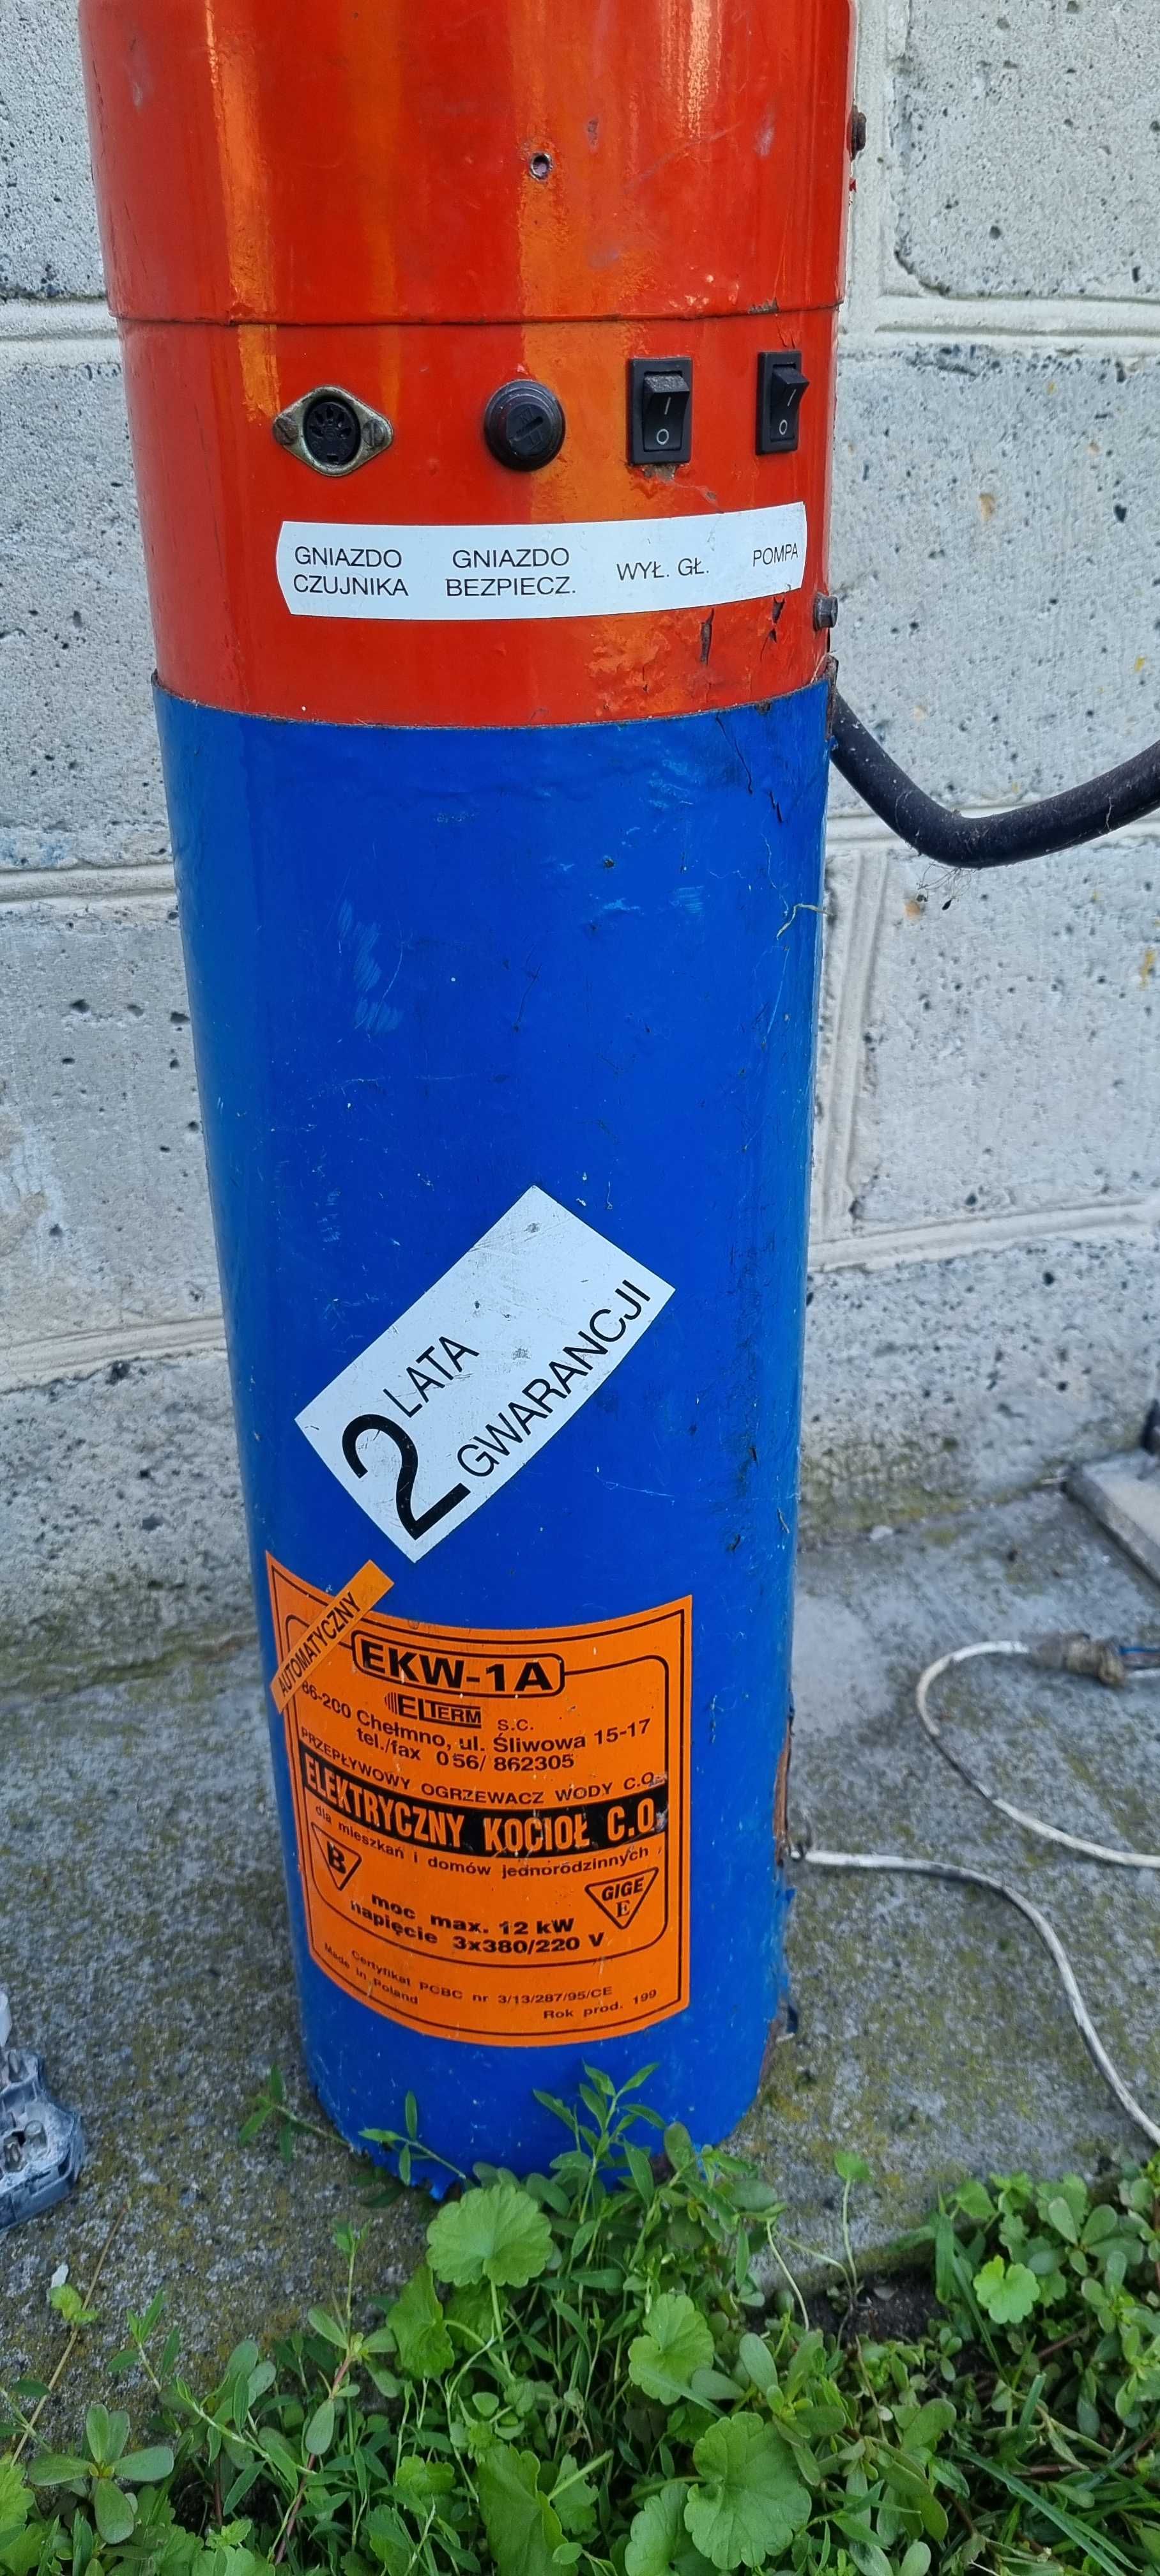 GNIAZDO CZUJNIKA
GNIAZDO BEZPIECZ.
WYŁ. GŁ.
POMPA
2 LATA
GWARANCJI
AUTOMATYCZNY
EKW-1A
ELTERM S.C.
86-200 Chełmno, ul. Śliwowa 15-17
tel./fax 056/ 862305
PRZEPŁYWOWY OGRZEWACZ WODY C.O.
ELEKTRYCZNY KOCIOŁ C.O.
dla mieszkań i domów jednorodzinnych
B
GIGE
E
moc max. 12 kW
napięcie 3x380/220 V
Certyfikat PCBC nr 3/13/287/95/CE
Made in Poland
Rok prod. 199